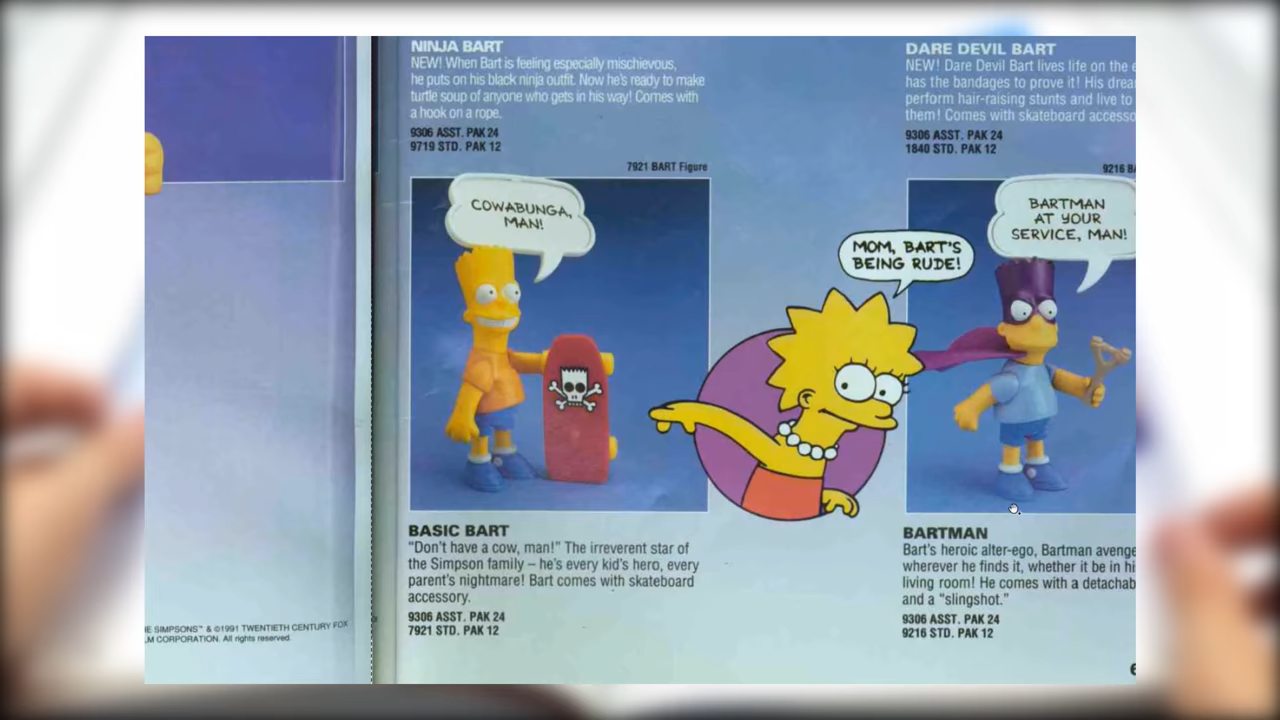 NINJA BART
NEW! When Bart is feeling especially mischievous,
he puts on his black ninja outfit. Now he's ready to make
turtle soup of anyone who gets in his way! Comes with
a hook on a rope.
9306 ASST. PAK 24
9719 STD. PAK 12
7921 BART Figure
COWABUNGA,
MAN!
BASIC BART
"Don't have a cow, man!" The irreverent star of
the Simpson family – he's every kid's hero, every
parent's nightmare! Bart comes with skateboard
accessory.
9306 ASST. PAK 24
7921 STD. PAK 12
MOM, BART'S
BEING RUDE!
DARE DEVIL BART
NEW! Dare Devil Bart lives life on the
has the bandages to prove it! His
perform hair-raising stunts and live to
them! Comes with skateboard
9306 ASST. PAK 24
1840 STD. PAK 12
9216
BARTMAN
AT YOUR
SERVICE, MAN!
BARTMAN
Bart's heroic alter-ego, Bartman
wherever he finds it, whether it be in
living room! He comes with a
and a "slingshot."
9306 ASST. PAK 24
9216 STD. PAK 12
SIMPSONS™ & ©1991 TWENTIETH CENTURY FOX
CORPORATION. All rights reserved.